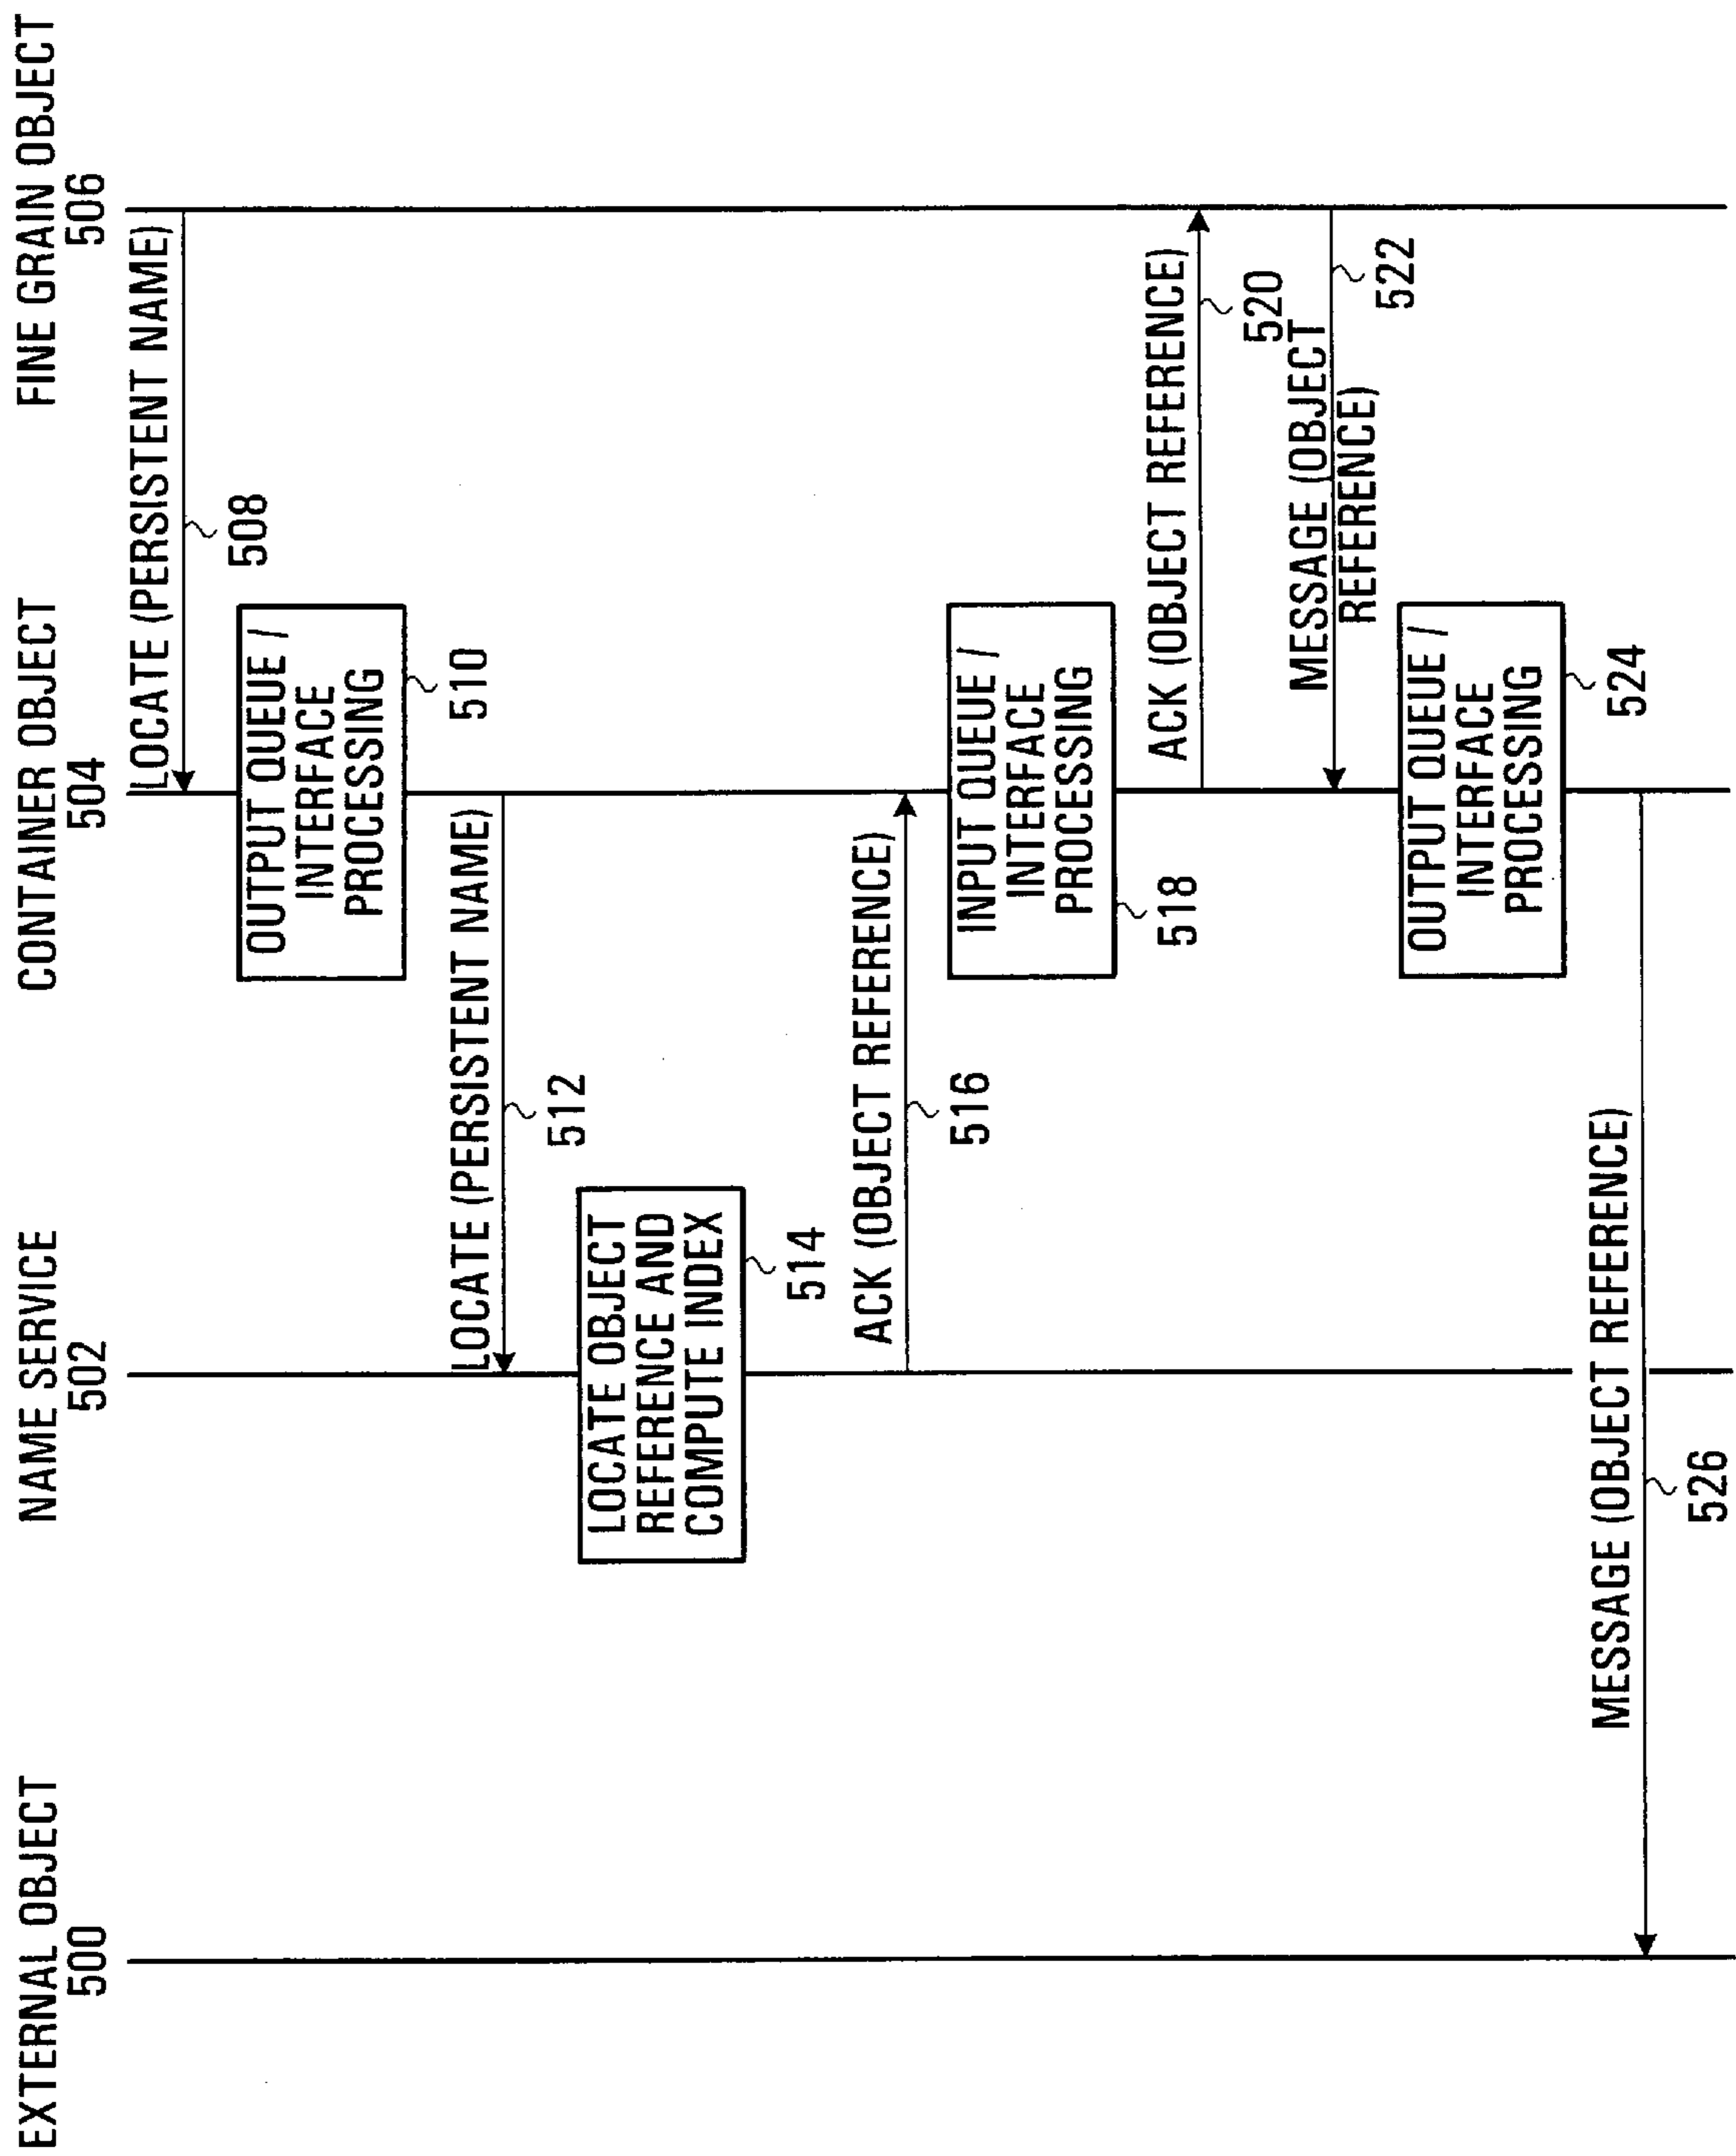 EXTERNAL OBJECT
500
NAME SERVICE
502
CONTAINER OBJECT
504
FINE GRAIN OBJECT
506
LOCATE (PERSISTENT NAME)
508
OUTPUT QUEUE /
INTERFACE
PROCESSING
510
LOCATE (PERSISTENT NAME)
512
LOCATE OBJECT
REFERENCE AND
COMPUTE INDEX
514
ACK (OBJECT REFERENCE)
516
INPUT QUEUE /
INTERFACE
PROCESSING
518
ACK (OBJECT REFERENCE)
520
MESSAGE (OBJECT
REFERENCE)
522
OUTPUT QUEUE /
INTERFACE
PROCESSING
524
MESSAGE (OBJECT REFERENCE)
526